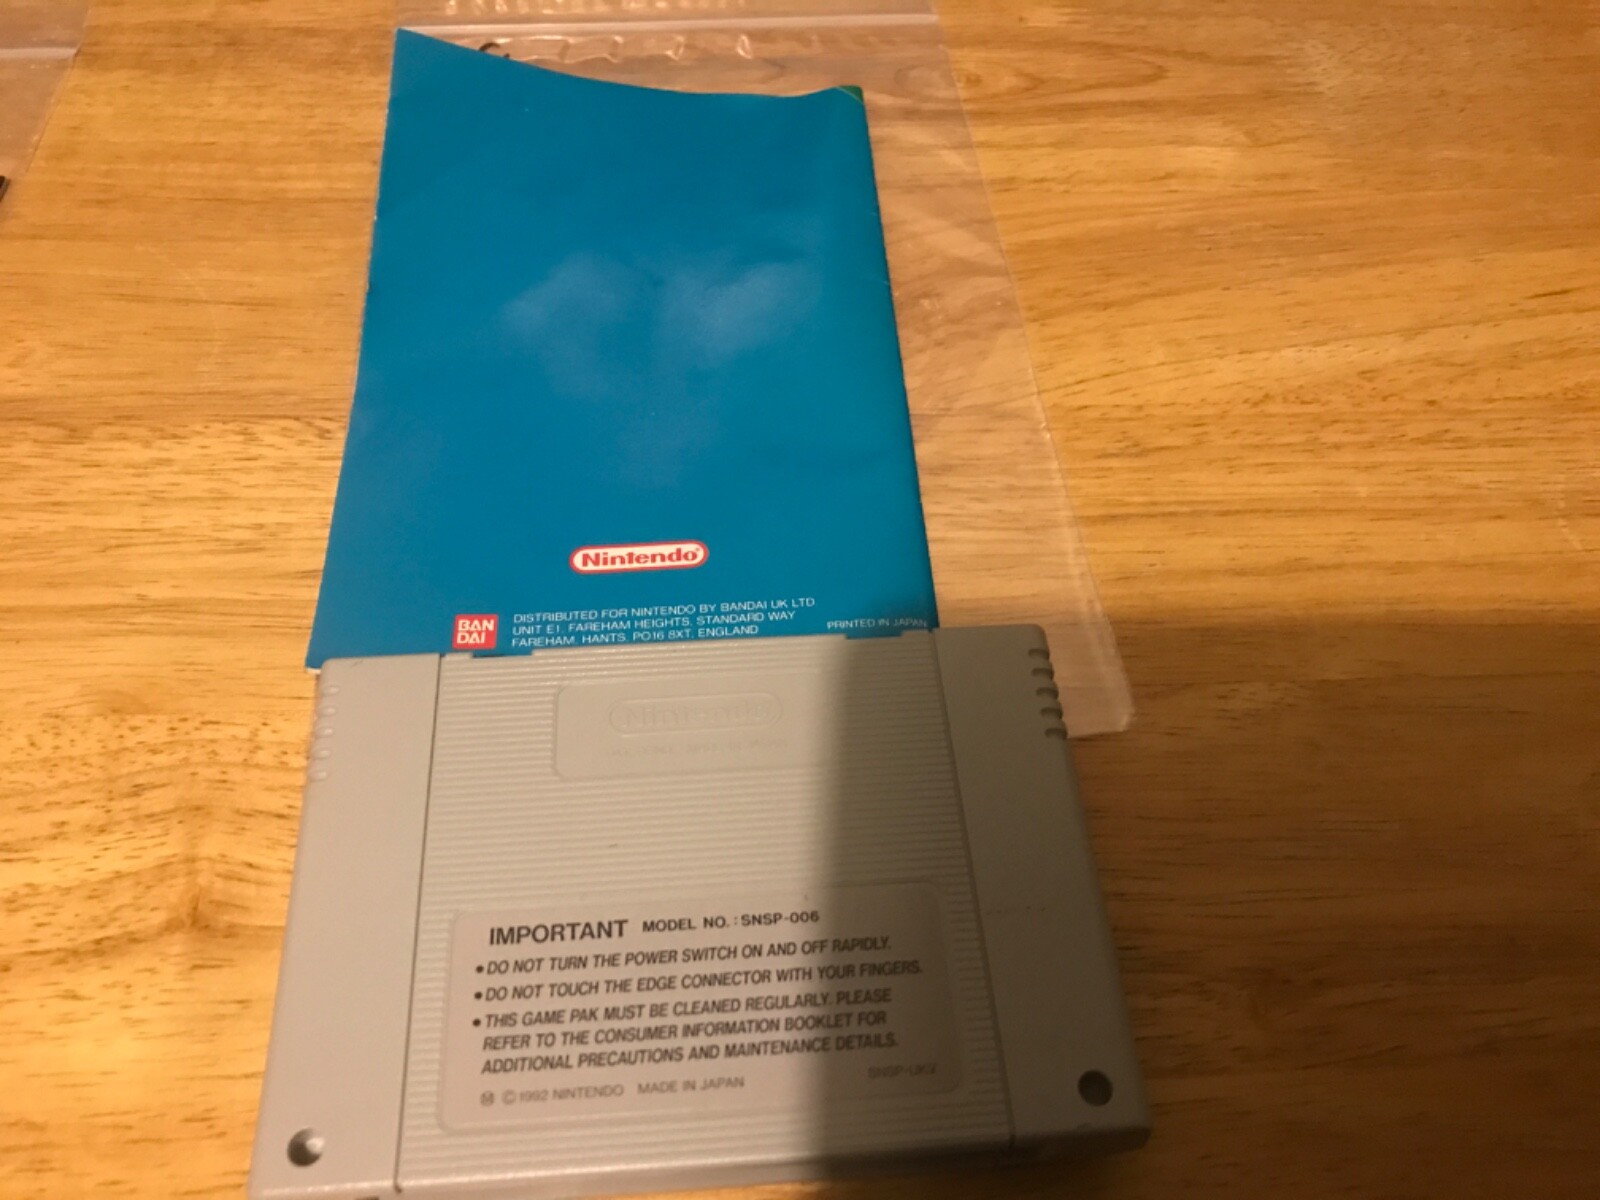 Nintendo
BAN
DAI
DISTRIBUTED FOR NINTENDO BY BANDAI UK LTD
UNIT E1, FAREHAM HEIGHTS, STANDARD WAY
FAREHAM, HANTS, PO16 8XT, ENGLAND
PRINTED IN JAPAN
Nintendo
IMPORTANT MODEL NO.: SNSP-006
• DO NOT TURN THE POWER SWITCH ON AND OFF RAPIDLY.
• DO NOT TOUCH THE EDGE CONNECTOR WITH YOUR FINGERS.
• THIS GAME PAK MUST BE CLEANED REGULARLY. PLEASE
REFER TO THE CONSUMER INFORMATION BOOKLET FOR
ADDITIONAL PRECAUTIONS AND MAINTENANCE DETAILS.
©1992 NINTENDO MADE IN JAPAN